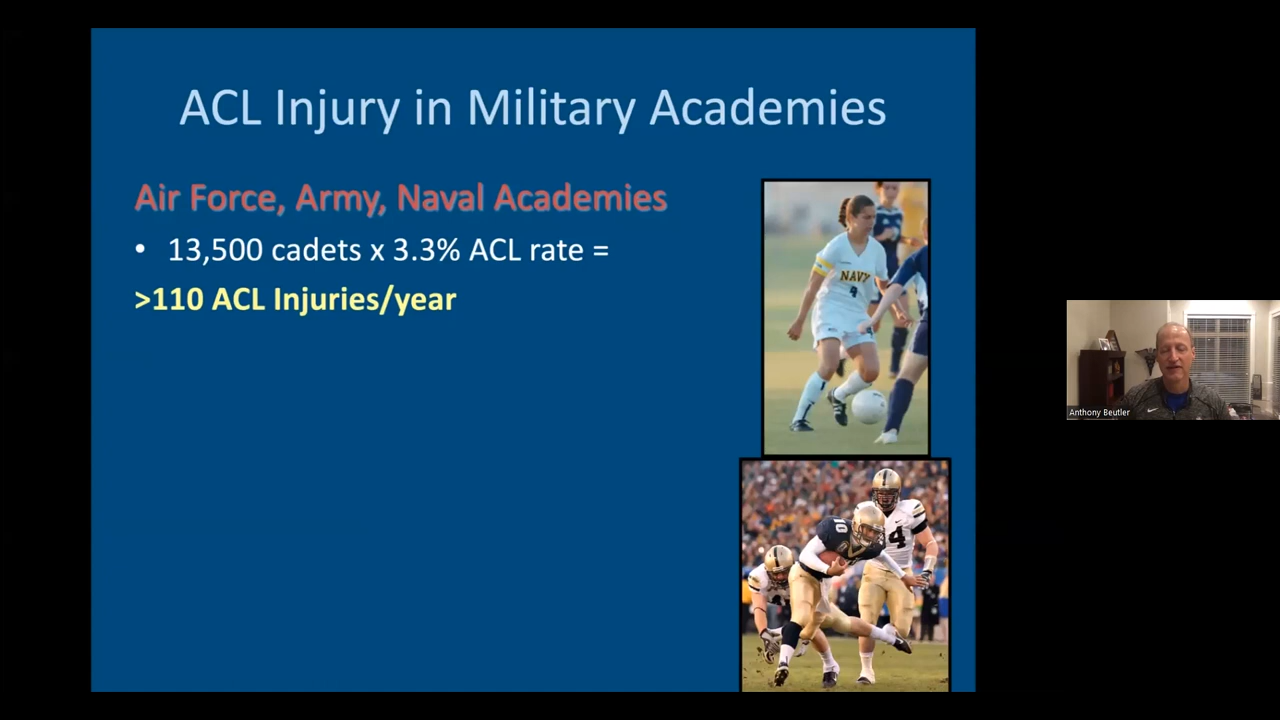 ACL Injury in Military Academies
Air Force, Army, Naval Academies
• 13,500 cadets x 3.3% ACL rate =
>110 ACL Injuries/year
NAVY
4
10
4
Anthony Beutler